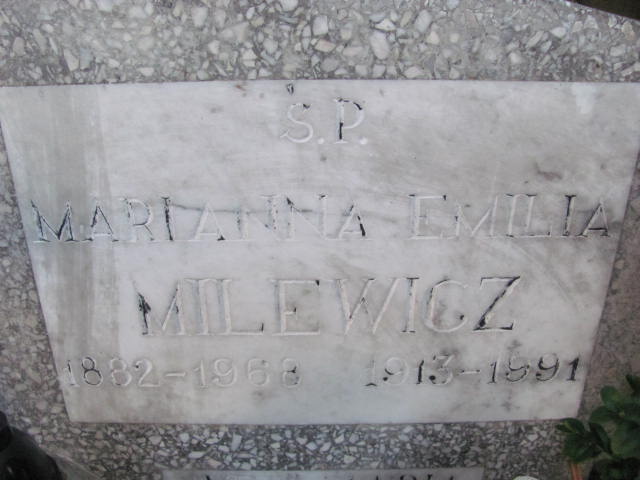 Ś.P.
MARIANNA EMILIA
MILEWICZ
1882-1968 1913-1991